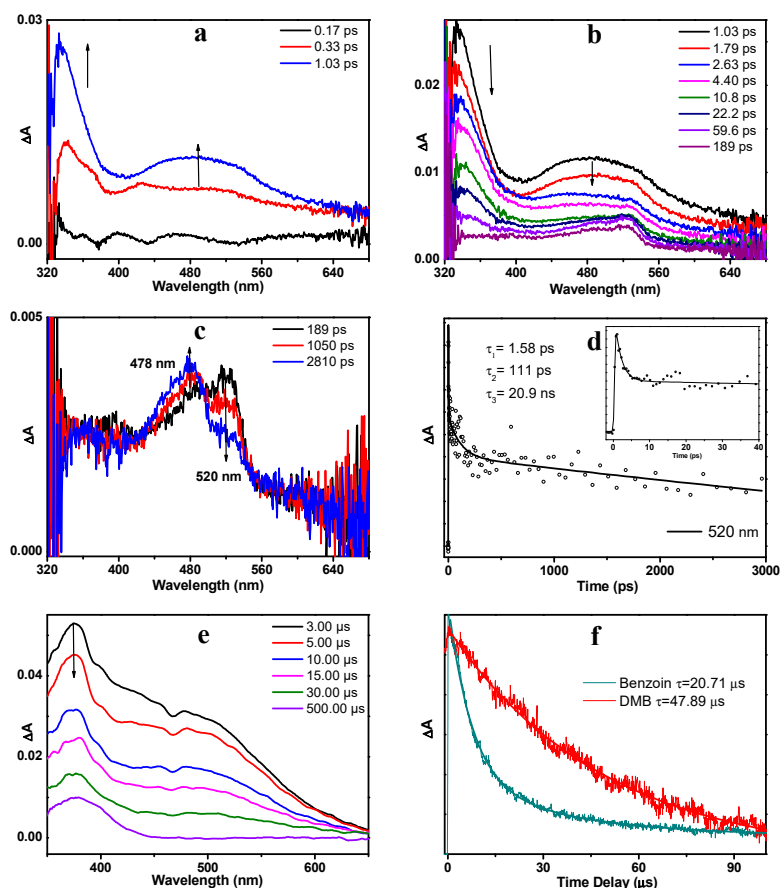 a
0.03
0.00
ΔA
0.17 ps
0.33 ps
1.03 ps
320 400 480 560 640
Wavelength (nm)
b
0.02
0.01
0.00
ΔA
1.03 ps
1.79 ps
2.63 ps
4.40 ps
10.8 ps
22.2 ps
59.6 ps
189 ps
320 400 480 560 640
Wavelength (nm)
c
0.005
0.000
ΔA
189 ps
1050 ps
2810 ps
478 nm
520 nm
320 400 480 560 640
Wavelength (nm)
d
ΔA
τ1 = 1.58 ps
τ2 = 111 ps
τ3 = 20.9 ns
0 10 20 30 40
Time (ps)
520 nm
0 1000 2000 3000
Time (ps)
e
0.04
0.02
0.00
ΔA
3.00 µs
5.00 µs
10.00 µs
15.00 µs
30.00 µs
500.00 µs
400 500 600
Wavelength (nm)
f
ΔA
Benzoin τ=20.71 µs
DMB τ=47.89 µs
0 30 60 90
Time Delay (µs)